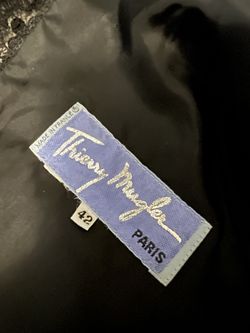 MADE IN FRANCE
Thierry Mugler
PARIS
42